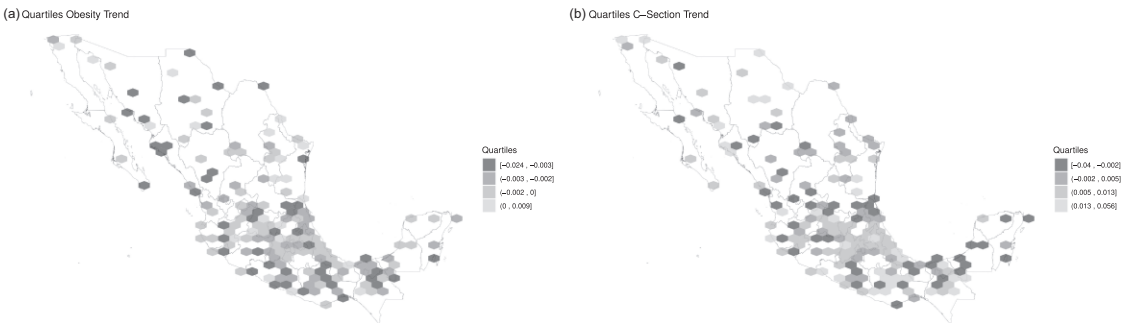 (a) Quartiles Obesity Trend
Quartiles
[−0.024 , −0.003]
(−0.003 , −0.002]
(−0.002 , 0]
(0 , 0.009]
(b) Quartiles C−Section Trend
Quartiles
[−0.04 , −0.002]
(−0.002 , 0.005]
(0.005 , 0.013]
(0.013 , 0.056]